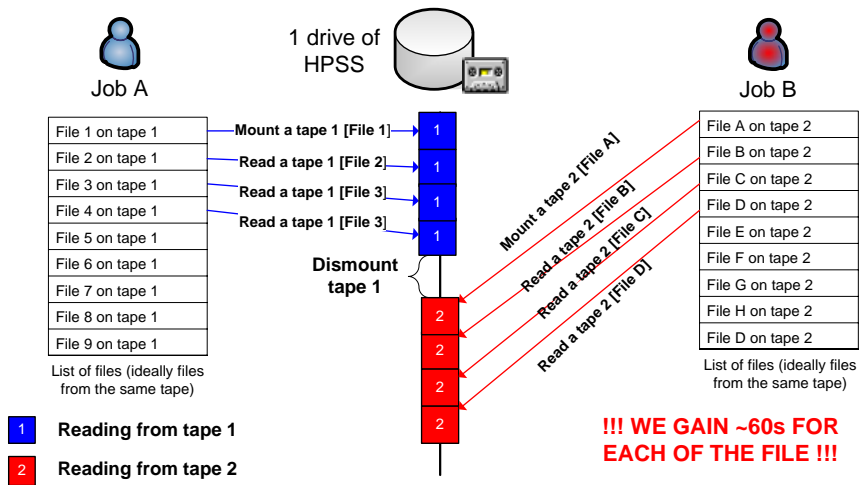 Job A
1 drive of
HPSS
Job B
File 1 on tape 1
File 2 on tape 1
File 3 on tape 1
File 4 on tape 1
File 5 on tape 1
File 6 on tape 1
File 7 on tape 1
File 8 on tape 1
File 9 on tape 1
List of files (ideally files
from the same tape)
Mount a tape 1 [File 1]
Read a tape 1 [File 2]
Read a tape 1 [File 3]
Read a tape 1 [File 3]
1
1
1
1
Dismount
tape 1
2
2
2
2
Mount a tape 2 [File A]
Read a tape 2 [File B]
Read a tape 2 [File C]
Read a tape 2 [File D]
File A on tape 2
File B on tape 2
File C on tape 2
File D on tape 2
File E on tape 2
File F on tape 2
File G on tape 2
File H on tape 2
File D on tape 2
List of files (ideally files
from the same tape)
1 Reading from tape 1
2 Reading from tape 2
!!! WE GAIN ~60s FOR
EACH OF THE FILE !!!